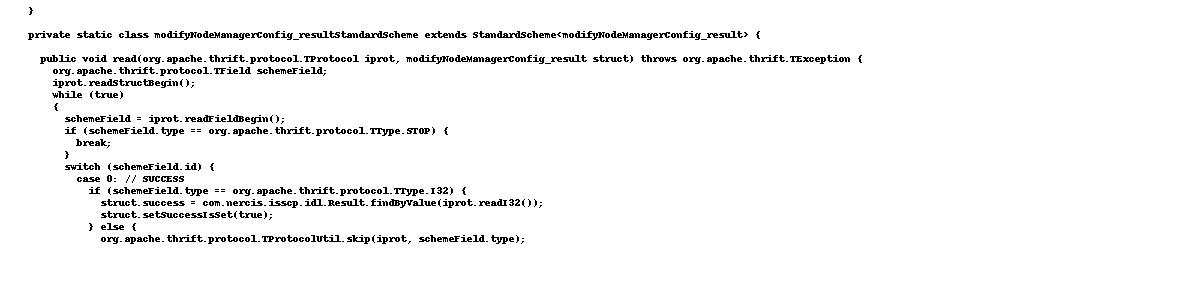 }
private static class modifyNodeManagerConfig_resultStandardScheme extends StandardScheme<modifyNodeManagerConfig_result> {
public void read(org.apache.thrift.protocol.TProtocol iprot, modifyNodeManagerConfig_result struct) throws org.apache.thrift.TException {
org.apache.thrift.protocol.TField schemeField;
iprot.readStructBegin();
while (true)
{
schemeField = iprot.readFieldBegin();
if (schemeField.type == org.apache.thrift.protocol.TType.STOP) {
break;
}
switch (schemeField.id) {
case 0: // SUCCESS
if (schemeField.type == org.apache.thrift.protocol.TType.I32) {
struct.success = com.nercis.isscp.idl.Result.findByValue(iprot.readI32());
struct.setSuccessIsSet(true);
} else {
org.apache.thrift.protocol.TProtocolUtil.skip(iprot, schemeField.type);